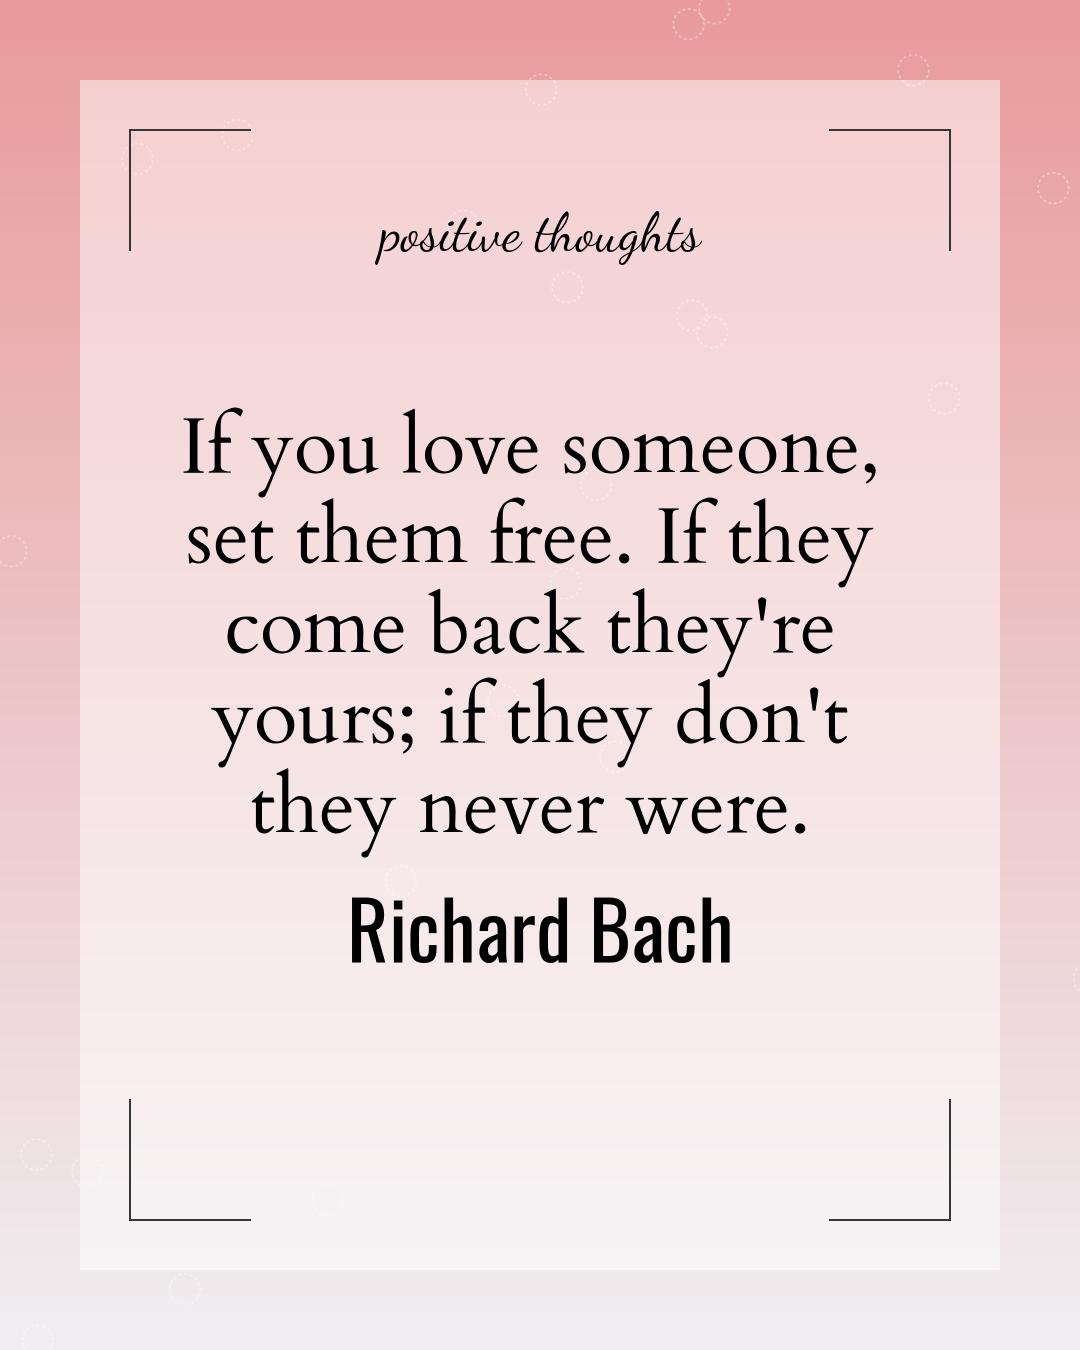 positive thoughts
If you love someone,
set them free. If they
come back they're
yours; if they don't
they never were.
Richard Bach